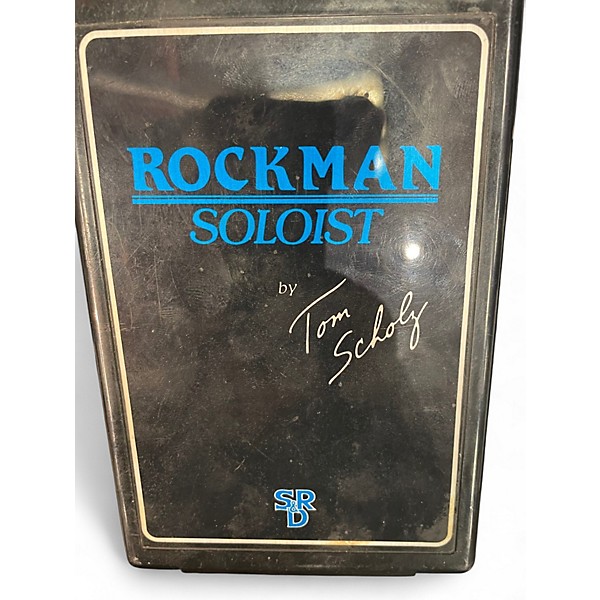 ROCKMAN
SOLOIST
by
Tom
Scholz
SR
&
D